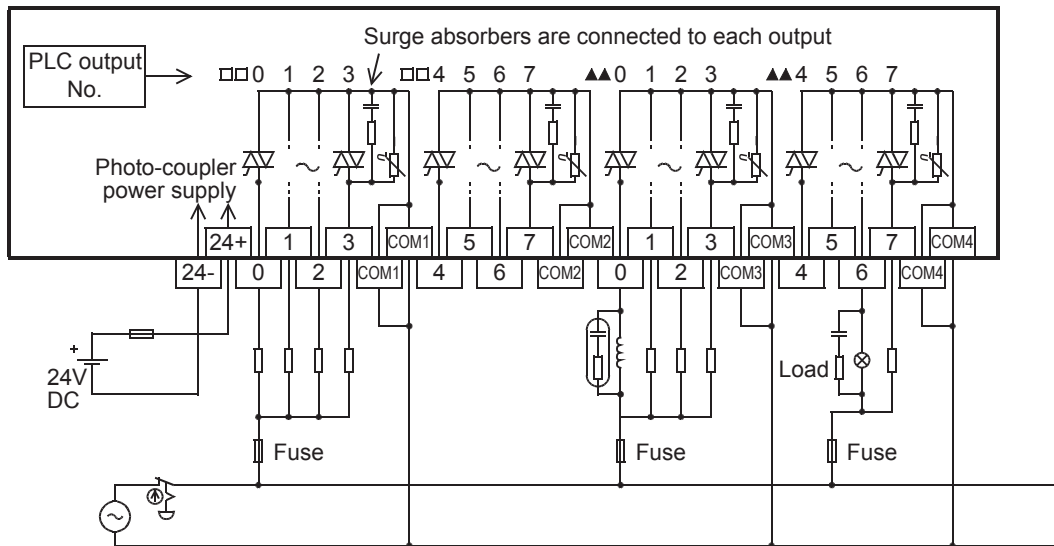 Surge absorbers are connected to each output
PLC output
No.
□□0 1 2 3 □□4 5 6 7 ▲▲0 1 2 3 ▲▲4 5 6 7
Photo-coupler
power supply
24+ 1 3 COM1 5 7 COM2 1 3 COM3 5 7 COM4
24- 0 2 COM1 4 6 COM2 0 2 COM3 4 6 COM4
+
24V
DC
Load
Fuse Fuse Fuse